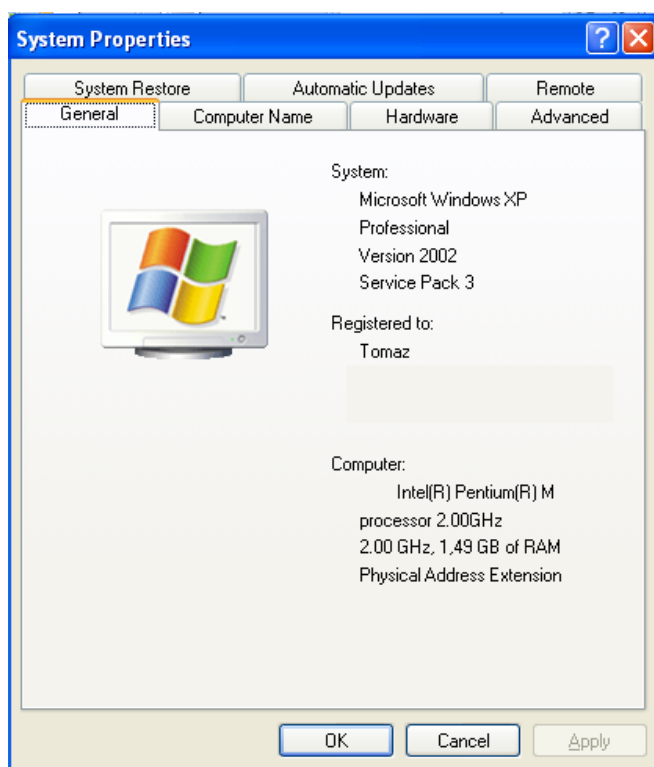 System Properties
System Restore Automatic Updates Remote
General Computer Name Hardware Advanced
System:
Microsoft Windows XP
Professional
Version 2002
Service Pack 3
Registered to:
Tomaz
Computer:
Intel(R) Pentium(R) M
processor 2.00GHz
2.00 GHz, 1,49 GB of RAM
Physical Address Extension
OK Cancel Apply